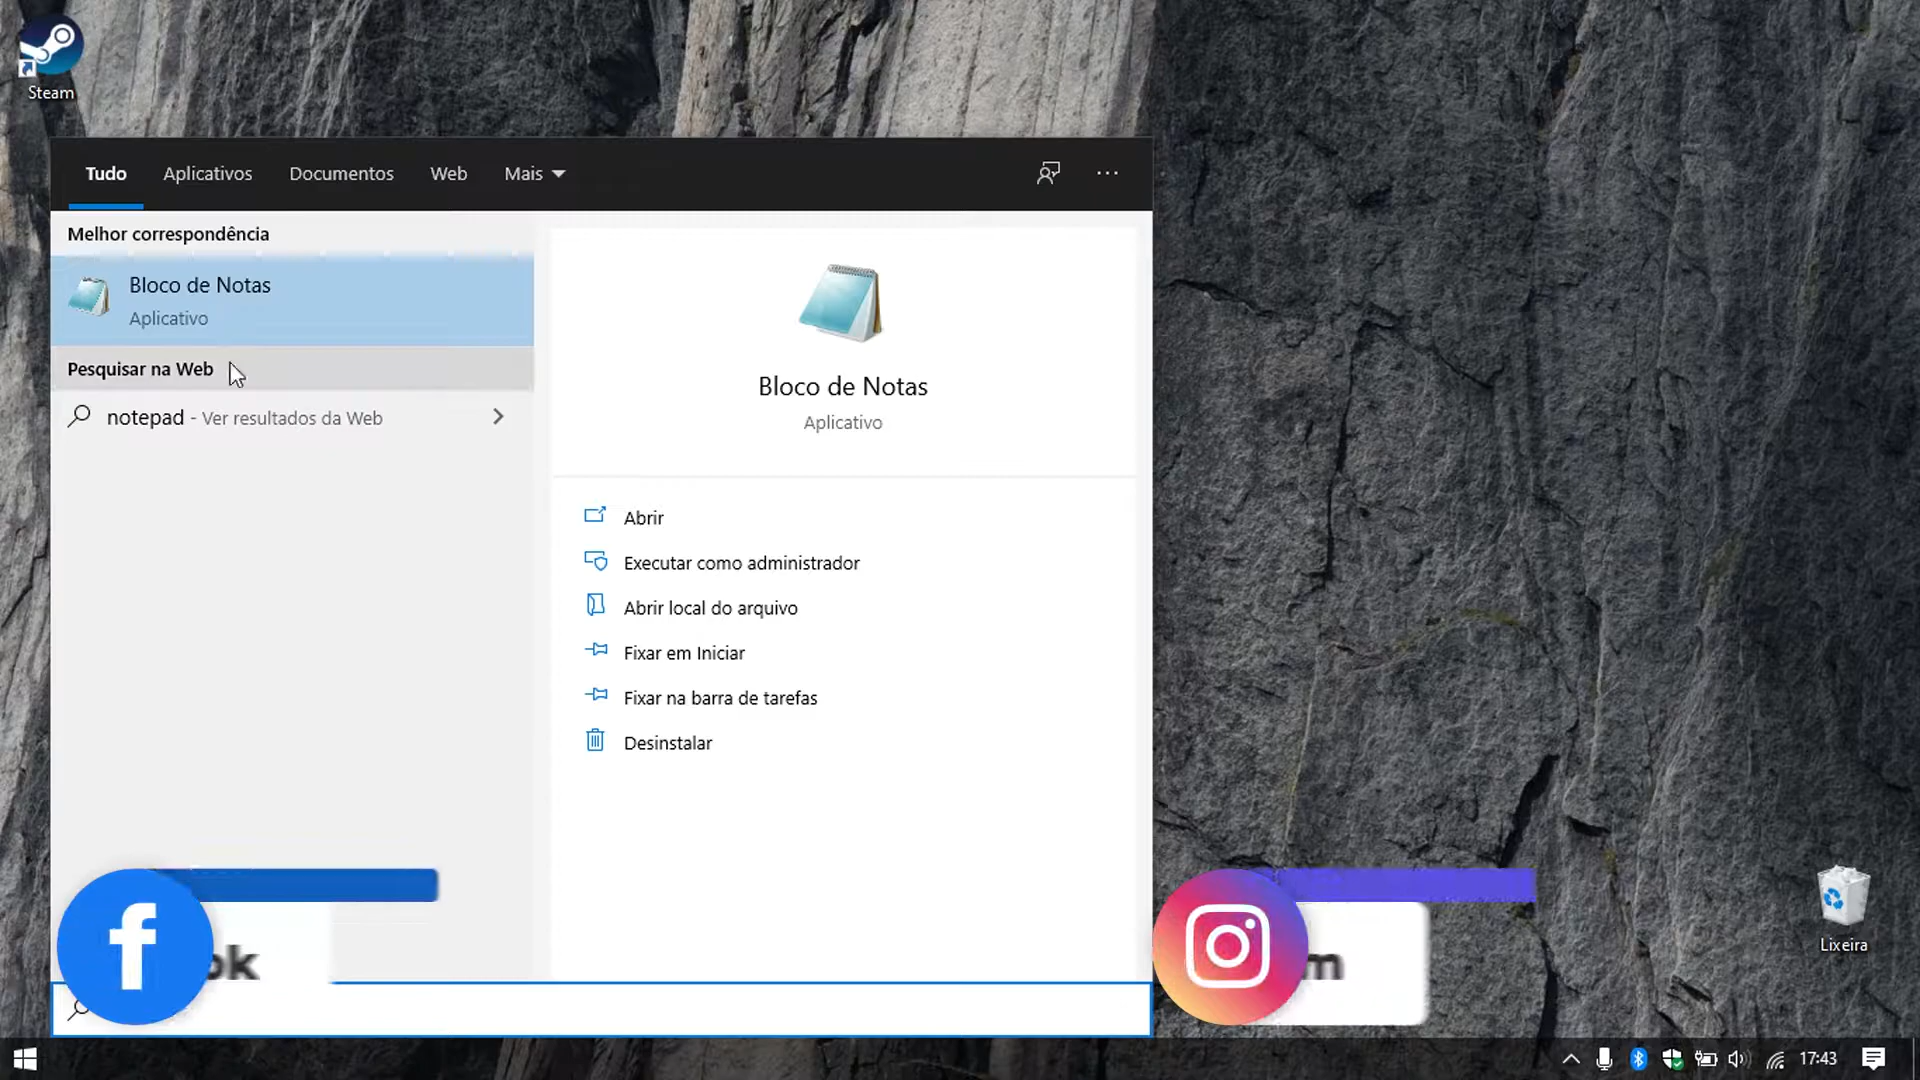 Steam
Tudo Aplicativos Documentos Web Mais
Melhor correspondência
Bloco de Notas
Aplicativo
Pesquisar na Web
notepad - Ver resultados da Web
Bloco de Notas
Aplicativo
Abrir
Executar como administrador
Abrir local do arquivo
Fixar em Iniciar
Fixar na barra de tarefas
Desinstalar
f
ok
m
Lixeira
17:43